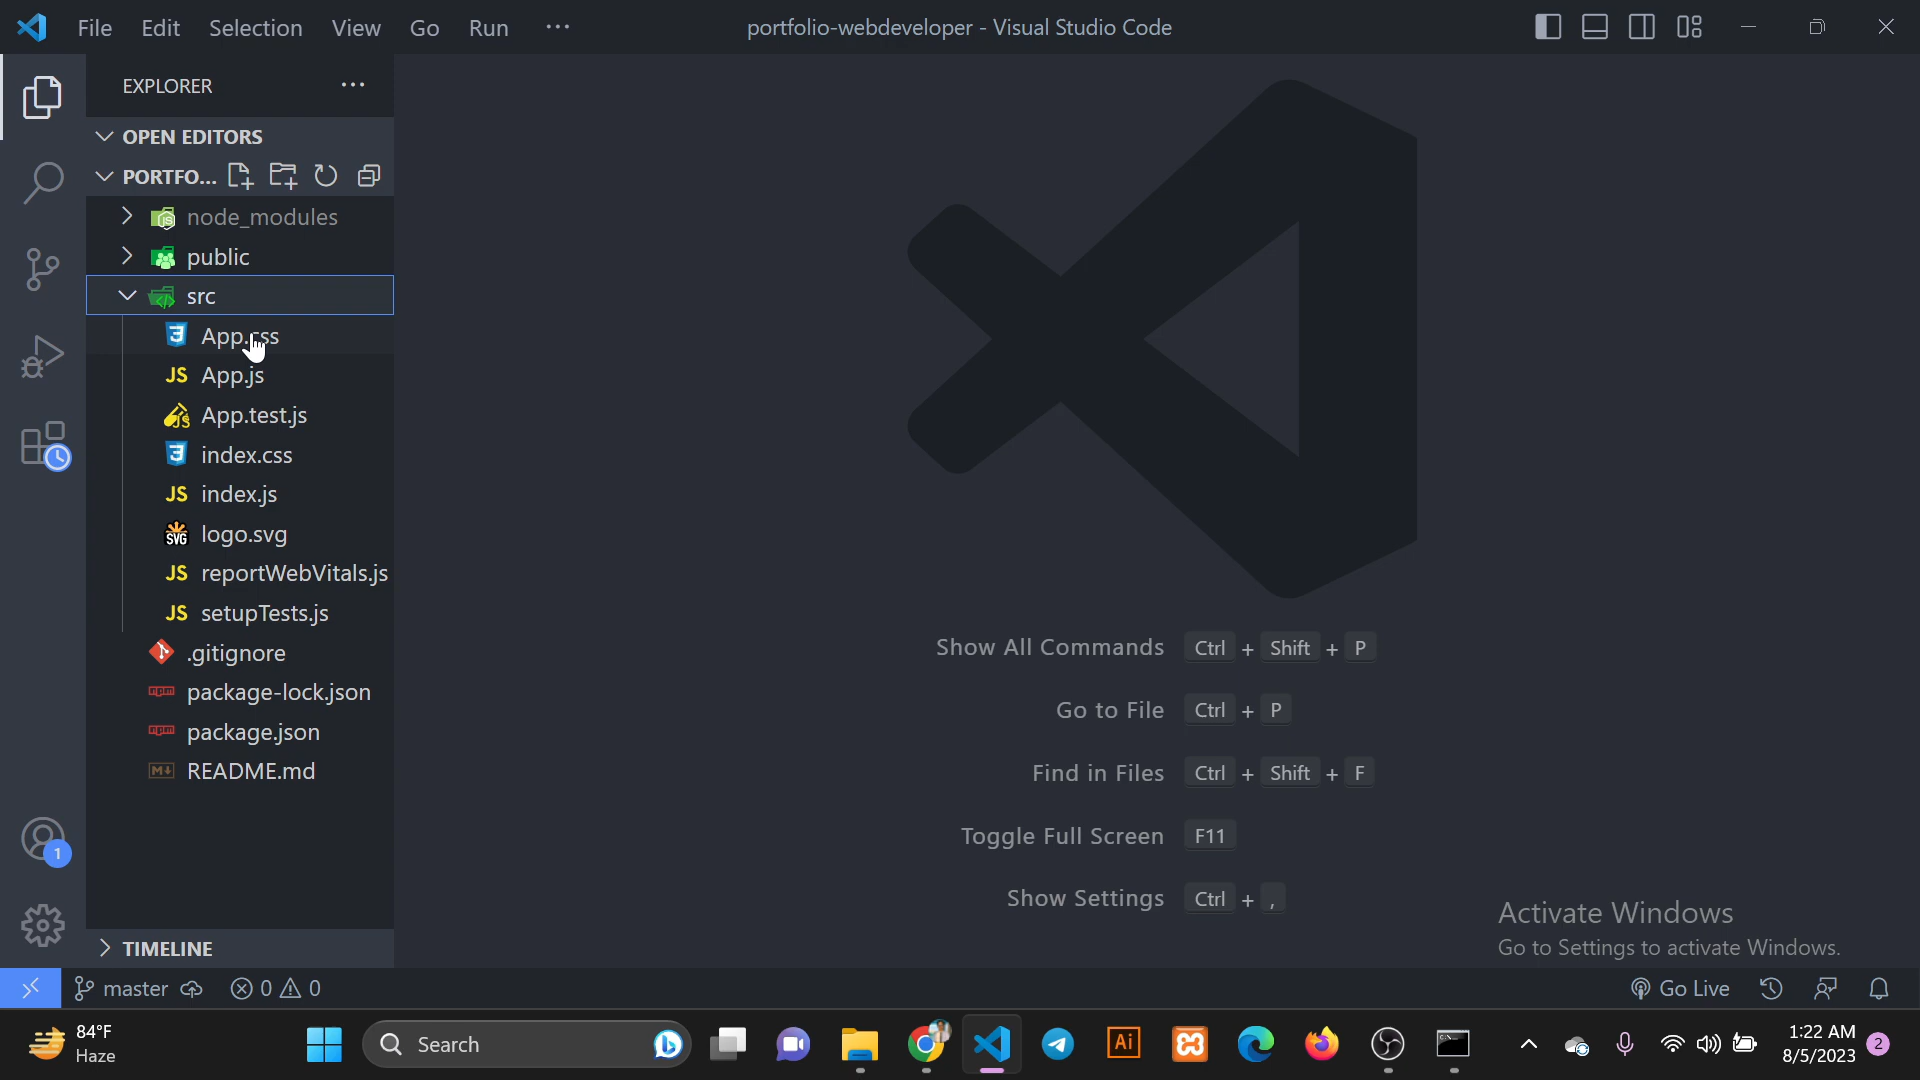 File Edit Selection View Go Run ··· portfolio-webdeveloper - Visual Studio Code
EXPLORER ···
OPEN EDITORS
PORTFO...
node_modules
public
src
App.css
App.js
App.test.js
index.css
index.js
logo.svg
reportWebVitals.js
setupTests.js
.gitignore
package-lock.json
package.json
README.md
TIMELINE
1
Show All Commands Ctrl + Shift + P
Go to File Ctrl + P
Find in Files Ctrl + Shift + F
Toggle Full Screen F11
Show Settings Ctrl + ,
Activate Windows
Go to Settings to activate Windows.
master 0 0 Go Live
84°F
Haze
Search
Ai
1:22 AM
8/5/2023
2